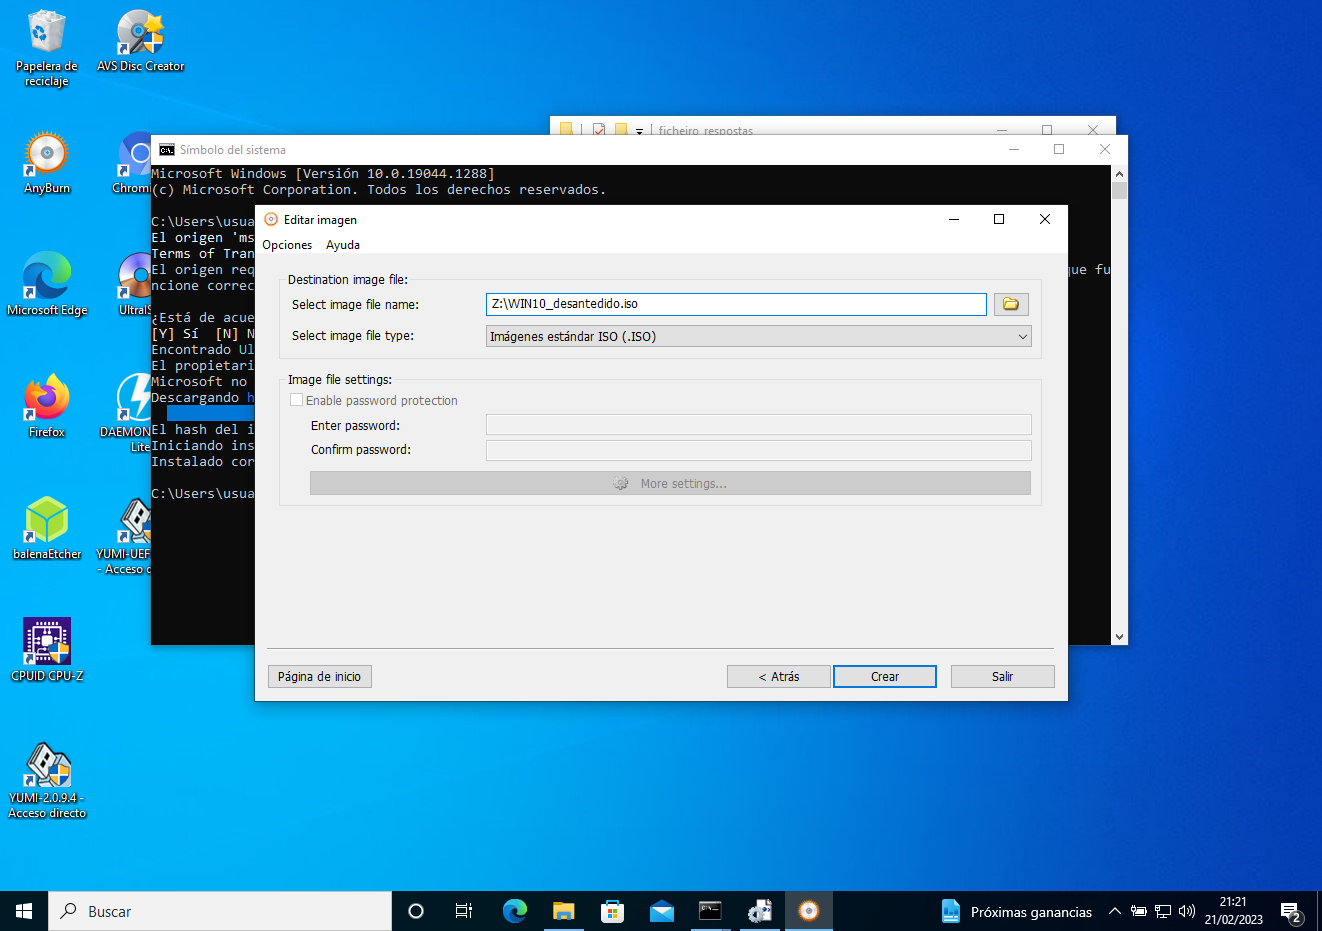 Papelera de
reciclaje
AVS Disc Creator
AnyBurn
Chromi
Microsoft Edge
UltraIS
Firefox
DAEMON
Lite
balenaEtcher
YUMI-UEF
- Acceso d
CPUID CPU-Z
YUMI-2.0.9.4 -
Acceso directo
ficheiro_respostas
Símbolo del sistema
Microsoft Windows [Versión 10.0.19044.1288]
(c) Microsoft Corporation. Todos los derechos reservados.
C:\Users\usua
El origen 'ms
Terms of Tran
El origen req
que fu
ncione correc
¿Está de acue
[Y] Sí  [N] N
Encontrado Ul
El propietari
Microsoft no
Descargando h
El hash del i
Iniciando ins
Instalado cor
C:\Users\usua
Editar imagen
Opciones
Ayuda
Destination image file:
Select image file name:
Z:\WIN10_desantedido.iso
Select image file type:
Imágenes estándar ISO (.ISO)
Image file settings:
Enable password protection
Enter password:
Confirm password:
More settings...
Página de inicio
< Atrás
Crear
Salir
Buscar
Próximas ganancias
21:21
21/02/2023
2